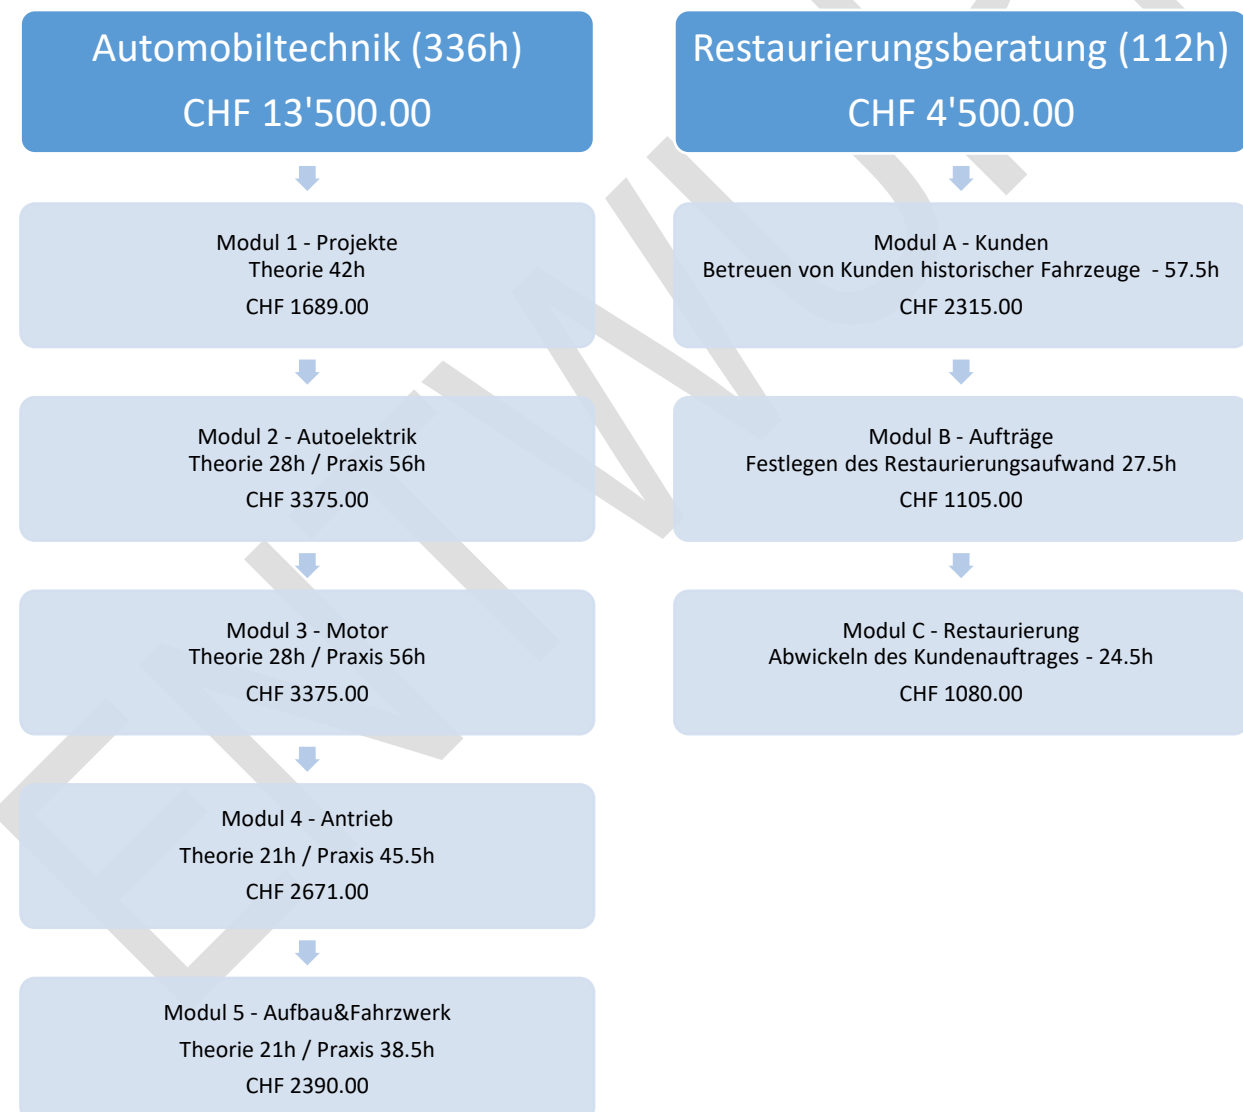 Automobiltechnik (336h)
CHF 13'500.00
Modul 1 - Projekte
Theorie 42h
CHF 1689.00
Modul 2 - Autoelektrik
Theorie 28h / Praxis 56h
CHF 3375.00
Modul 3 - Motor
Theorie 28h / Praxis 56h
CHF 3375.00
Modul 4 - Antrieb
Theorie 21h / Praxis 45.5h
CHF 2671.00
Modul 5 - Aufbau&Fahrzwerk
Theorie 21h / Praxis 38.5h
CHF 2390.00
Restaurierungsberatung (112h)
CHF 4'500.00
Modul A - Kunden
Betreuen von Kunden historischer Fahrzeuge - 57.5h
CHF 2315.00
Modul B - Aufträge
Festlegen des Restaurierungsaufwand 27.5h
CHF 1105.00
Modul C - Restaurierung
Abwickeln des Kundenauftrages - 24.5h
CHF 1080.00